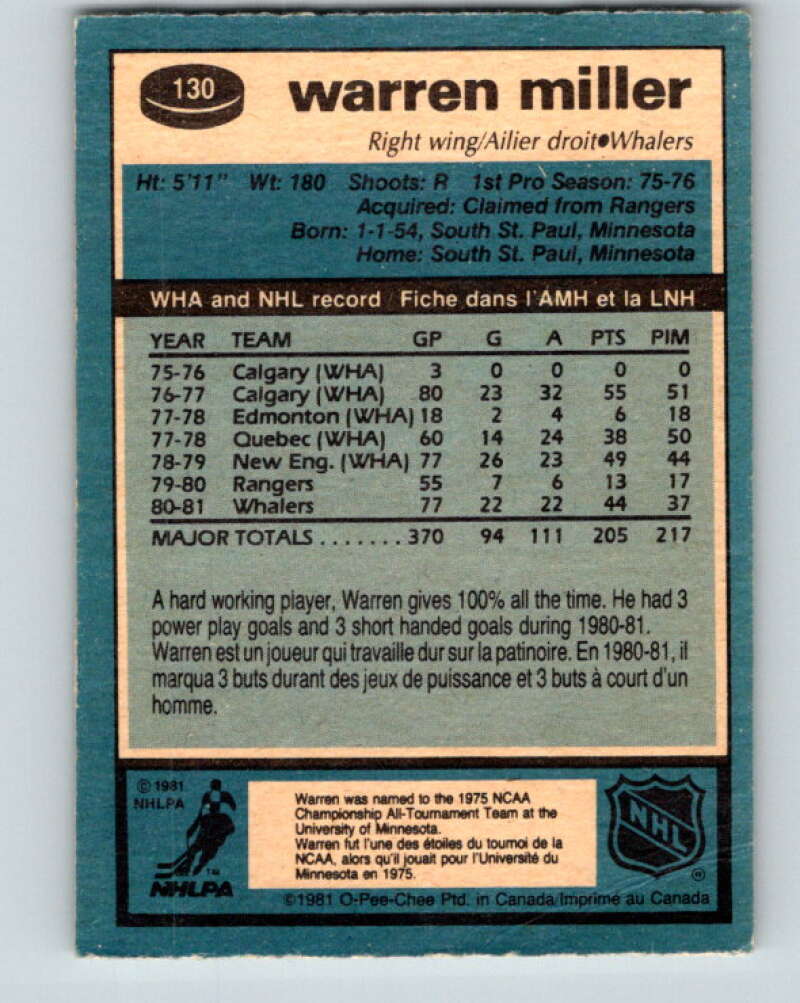 130
warren miller
Right wing/Ailier droit•Whalers
Ht: 5'11" Wt: 180 Shoots: R 1st Pro Season: 75-76
Acquired: Claimed from Rangers
Born: 1-1-54, South St. Paul, Minnesota
Home: South St. Paul, Minnesota
WHA and NHL record Fiche dans l'AMH et la LNH
YEAR TEAM GP G A PTS PIM
75-76 Calgary (WHA) 3 0 0 0 0
76-77 Calgary (WHA) 80 23 32 55 51
77-78 Edmonton (WHA) 18 2 4 6 18
77-78 Quebec (WHA) 60 14 24 38 50
78-79 New Eng. (WHA) 77 26 23 49 44
79-80 Rangers 55 7 6 13 17
80-81 Whalers 77 22 22 44 37
MAJOR TOTALS.......370 94 111 205 217
A hard working player, Warren gives 100% all the time. He had 3
power play goals and 3 short handed goals during 1980-81.
Warren est un joueur qui travaille dur sur la patinoire. En 1980-81, il
marqua 3 buts durant des jeux de puissance et 3 buts à court d'un
homme.
© 1981
NHLPA
TM
NHLPA
Warren was named to the 1975 NCAA
Championship All-Tournament Team at the
University of Minnesota.
Warren fut l'une des étoiles du tournoi de la
NCAA, alors qu'il jouait pour l'Université du
Minnesota en 1975.
NHL
®
©1981 O-Pee-Chee Ptd. in Canada/Imprimé au Canada